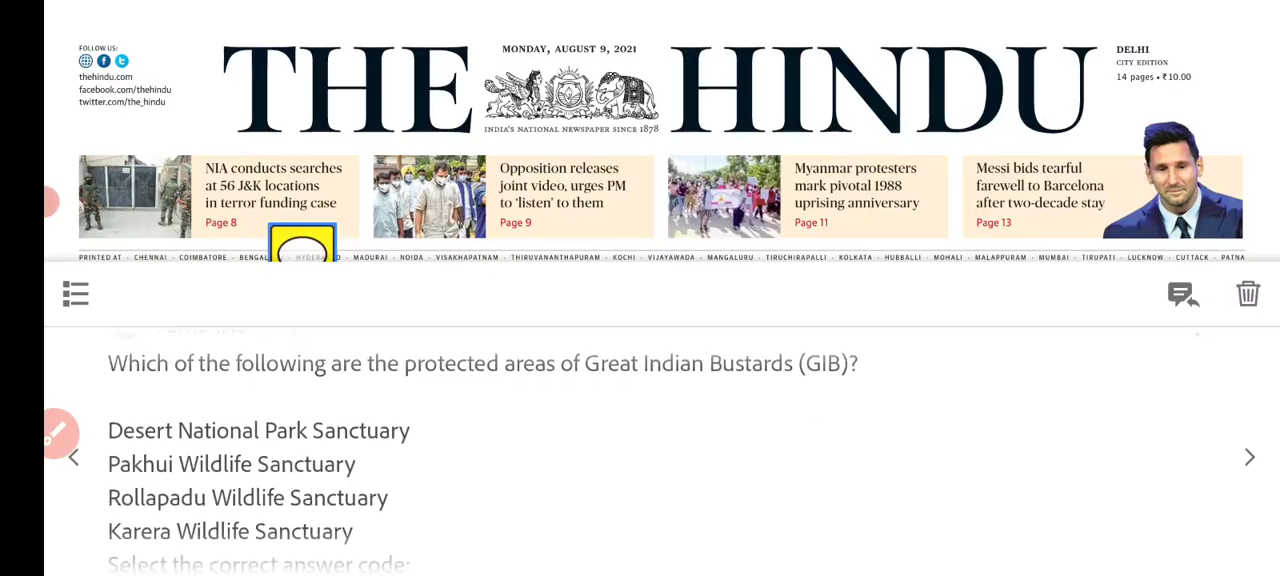 FOLLOW US:
thehindu.com
facebook.com/thehindu
twitter.com/the_hindu
THE HINDU
MONDAY, AUGUST 9, 2021
INDIA'S NATIONAL NEWSPAPER SINCE 1878
DELHI
CITY EDITION
14 pages • ₹10.00
NIA conducts searches
at 56 J&K locations
in terror funding case
Page 8
Opposition releases
joint video, urges PM
to 'listen' to them
Page 9
Myanmar protesters
mark pivotal 1988
uprising anniversary
Page 11
Messi bids tearful
farewell to Barcelona
after two-decade stay
Page 13
PRINTED AT · CHENNAI · COIMBATORE · MADURAI · NOIDA · VISAKHAPATNAM · THIRUVANANTHAPURAM · KOCHI · VIJAYAWADA · MANGALURU · TIRUCHIRAPALLI · KOLKATA · HUBBALLI · MOHALI · MALAPPURAM · MUMBAI · TIRUPATI · LUCKNOW · CUTTACK · PATNA
Which of the following are the protected areas of Great Indian Bustards (GIB)?
Desert National Park Sanctuary
Pakhui Wildlife Sanctuary
Rollapadu Wildlife Sanctuary
Karera Wildlife Sanctuary
Select the correct answer code: